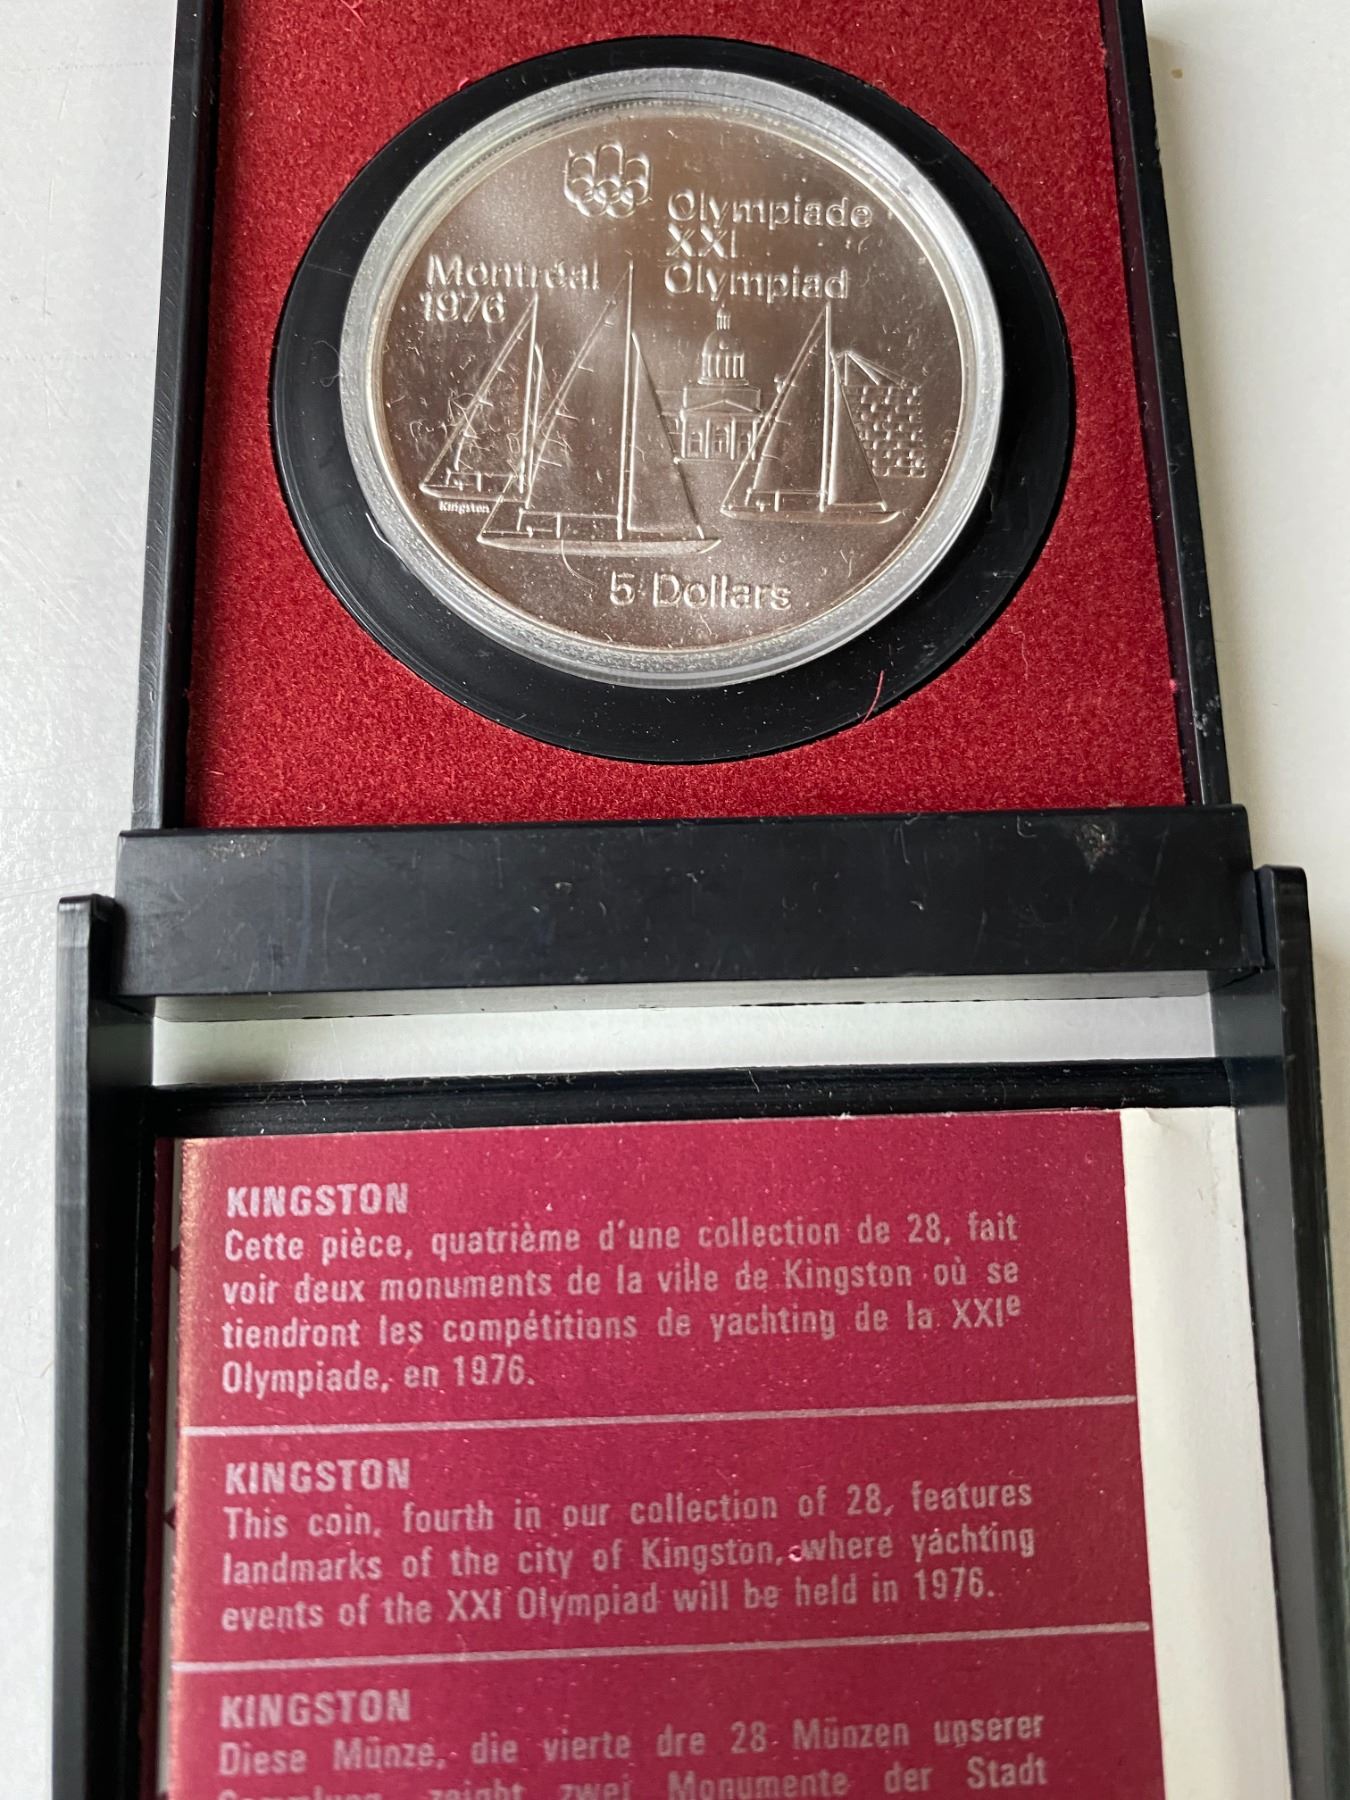 Olympiade
XXI
Olympiad
Montréal
1976
Kingston
5 Dollars
KINGSTON
Cette pièce, quatrième d'une collection de 28, fait
voir deux monuments de la ville de Kingston où se
tiendront les compétitions de yachting de la XXIe
Olympiade, en 1976.
KINGSTON
This coin, fourth in our collection of 28, features
landmarks of the city of Kingston, where yachting
events of the XXI Olympiad will be held in 1976.
KINGSTON
Diese Münze, die vierte dre 28 Münzen unserer
Sammlung, zeigt zwei Monumente der Stadt